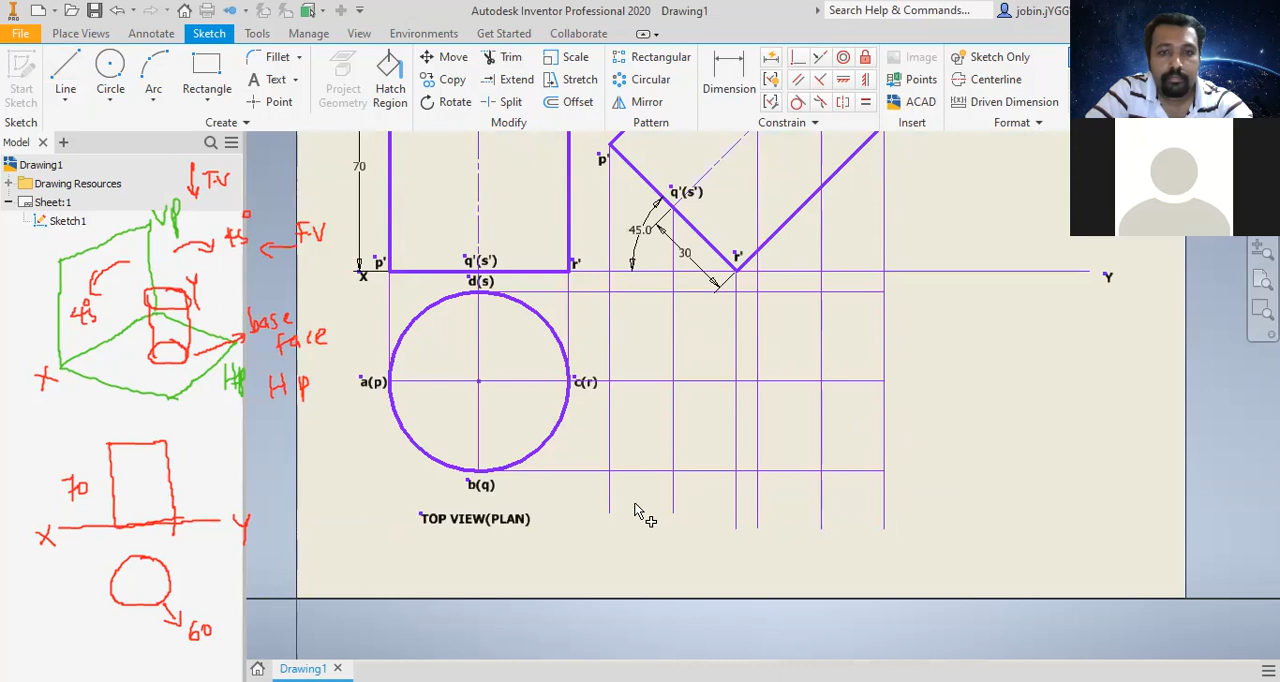 Autodesk Inventor Professional 2020 Drawing1
Search Help & Commands...
jobin.jYGG
PRO
File Place Views Annotate Sketch Tools Manage View Environments Get Started Collaborate
Start Sketch
Line
Circle
Arc
Rectangle
Fillet
Text
Point
Project Geometry
Hatch Region
Move
Copy
Rotate
Trim
Extend
Split
Scale
Stretch
Offset
Rectangular
Circular
Mirror
Dimension
Image
Points
ACAD
Sketch Only
Centerline
Driven Dimension
Sketch
Create
Modify
Pattern
Constrain
Insert
Format
Model
Drawing1
Drawing Resources
Sheet:1
Sketch1
T.V
VP
45°
F.V
45°
Y
base
face
X
HP
H P
70
X
Y
60
70
p'
q'(s')
r'
X
d(s)
a(p)
c(r)
b(q)
TOP VIEW(PLAN)
p'
q'(s')
45.0
30
r'
Y
Drawing1